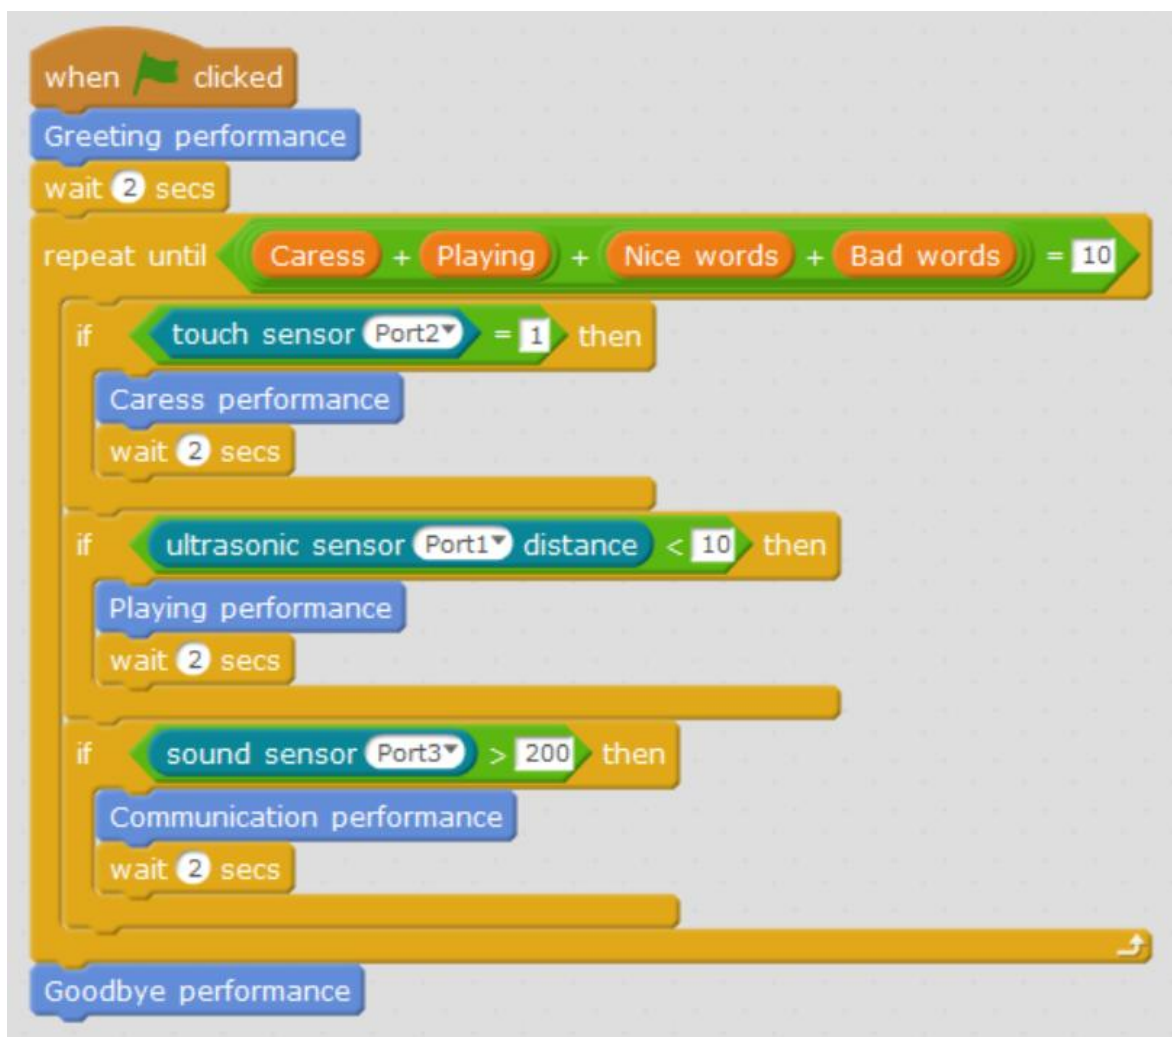 when clicked
Greeting performance
wait 2 secs
repeat until Caress + Playing + Nice words + Bad words = 10
if touch sensor Port2 = 1 then
Caress performance
wait 2 secs
if ultrasonic sensor Port1 distance < 10 then
Playing performance
wait 2 secs
if sound sensor Port3 > 200 then
Communication performance
wait 2 secs
Goodbye performance